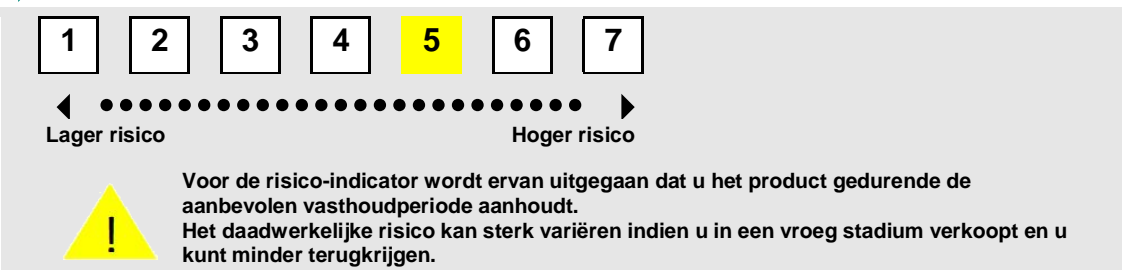 1 2 3 4 5 6 7
Lager risico Hoger risico
Voor de risico-indicator wordt ervan uitgegaan dat u het product gedurende de
aanbevolen vasthoudperiode aanhoudt.
! Het daadwerkelijke risico kan sterk variëren indien u in een vroeg stadium verkoopt en u
kunt minder terugkrijgen.